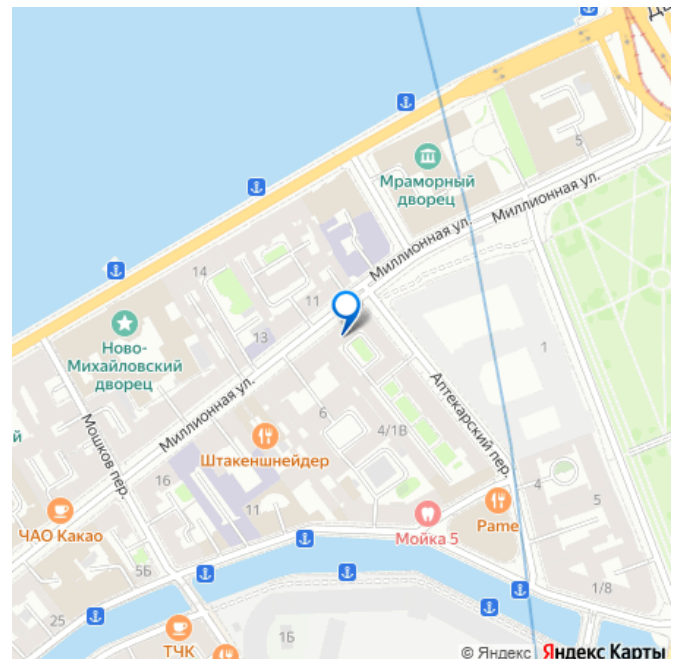 Дв
5
Мраморный
дворец
Миллионная ул.
Миллионная ул.
14
11
13
Ново-
Михайловский
дворец
1
й
Миллионная ул.
Аптекарский пер.
Мошков пер.
6
4/1В
Штакеншнейдер
16
4
5
11
Мойка 5
Pame
ЧАО Какао
5Б
1/8
25
1Б
ТЧК
© Яндекс Яндекс Карты